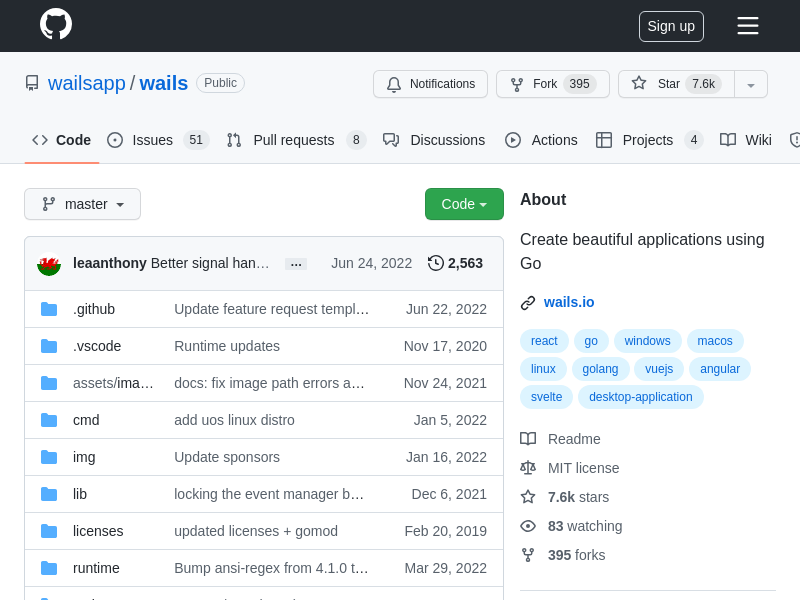 Sign up
wailsapp / wails Public
Notifications Fork 395 Star 7.6k
Code Issues 51 Pull requests 8 Discussions Actions Projects 4 Wiki
master Code
About
Create beautiful applications using
Go
wails.io
react go windows macos
linux golang vuejs angular
svelte desktop-application
Readme
MIT license
7.6k stars
83 watching
395 forks
leaanthony Better signal han… … Jun 24, 2022 2,563
.github Update feature request templ… Jun 22, 2022
.vscode Runtime updates Nov 17, 2020
assets/ima… docs: fix image path errors a… Nov 24, 2021
cmd add uos linux distro Jan 5, 2022
img Update sponsors Jan 16, 2022
lib locking the event manager b… Dec 6, 2021
licenses updated licenses + gomod Feb 20, 2019
runtime Bump ansi-regex from 4.1.0 t… Mar 29, 2022